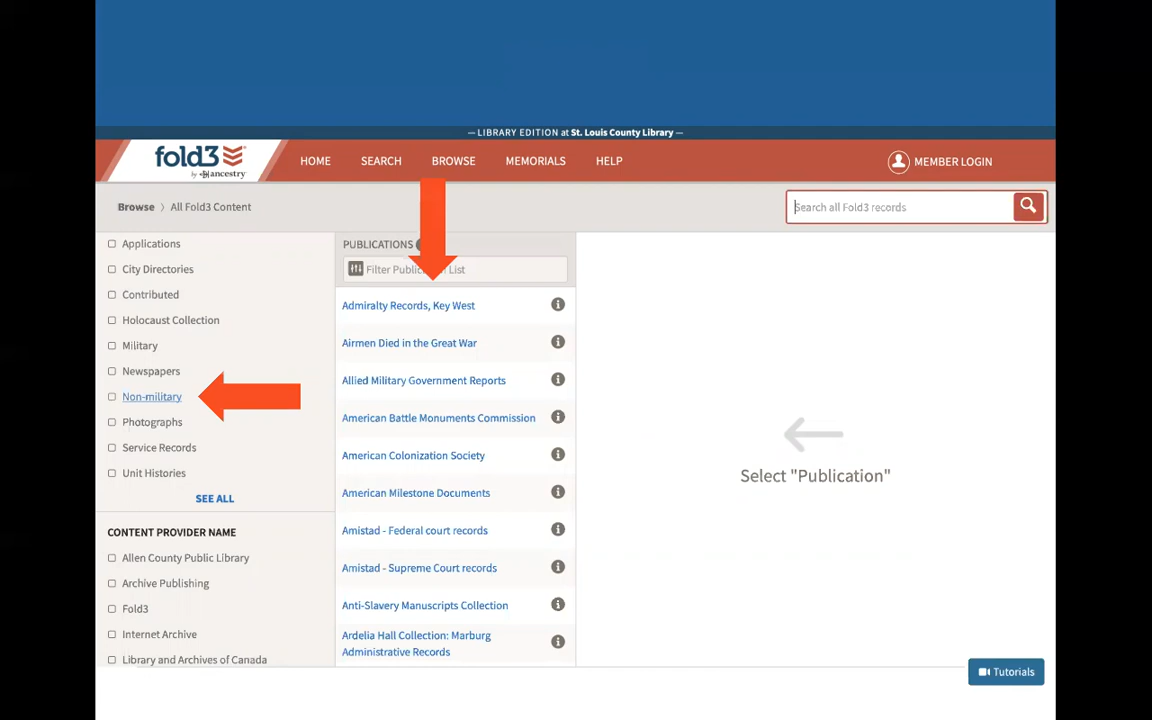 — LIBRARY EDITION at St. Louis County Library —
fold3
by ancestry
HOME SEARCH BROWSE MEMORIALS HELP MEMBER LOGIN
Browse > All Fold3 Content
Search all Fold3 records
Applications
City Directories
Contributed
Holocaust Collection
Military
Newspapers
Non-military
Photographs
Service Records
Unit Histories
SEE ALL
CONTENT PROVIDER NAME
Allen County Public Library
Archive Publishing
Fold3
Internet Archive
Library and Archives of Canada
PUBLICATIONS
Filter List
Admiralty Records, Key West
Airmen Died in the Great War
Allied Military Government Reports
American Battle Monuments Commission
American Colonization Society
American Milestone Documents
Amistad - Federal court records
Amistad - Supreme Court records
Anti-Slavery Manuscripts Collection
Ardelia Hall Collection: Marburg
Administrative Records
Select "Publication"
Tutorials